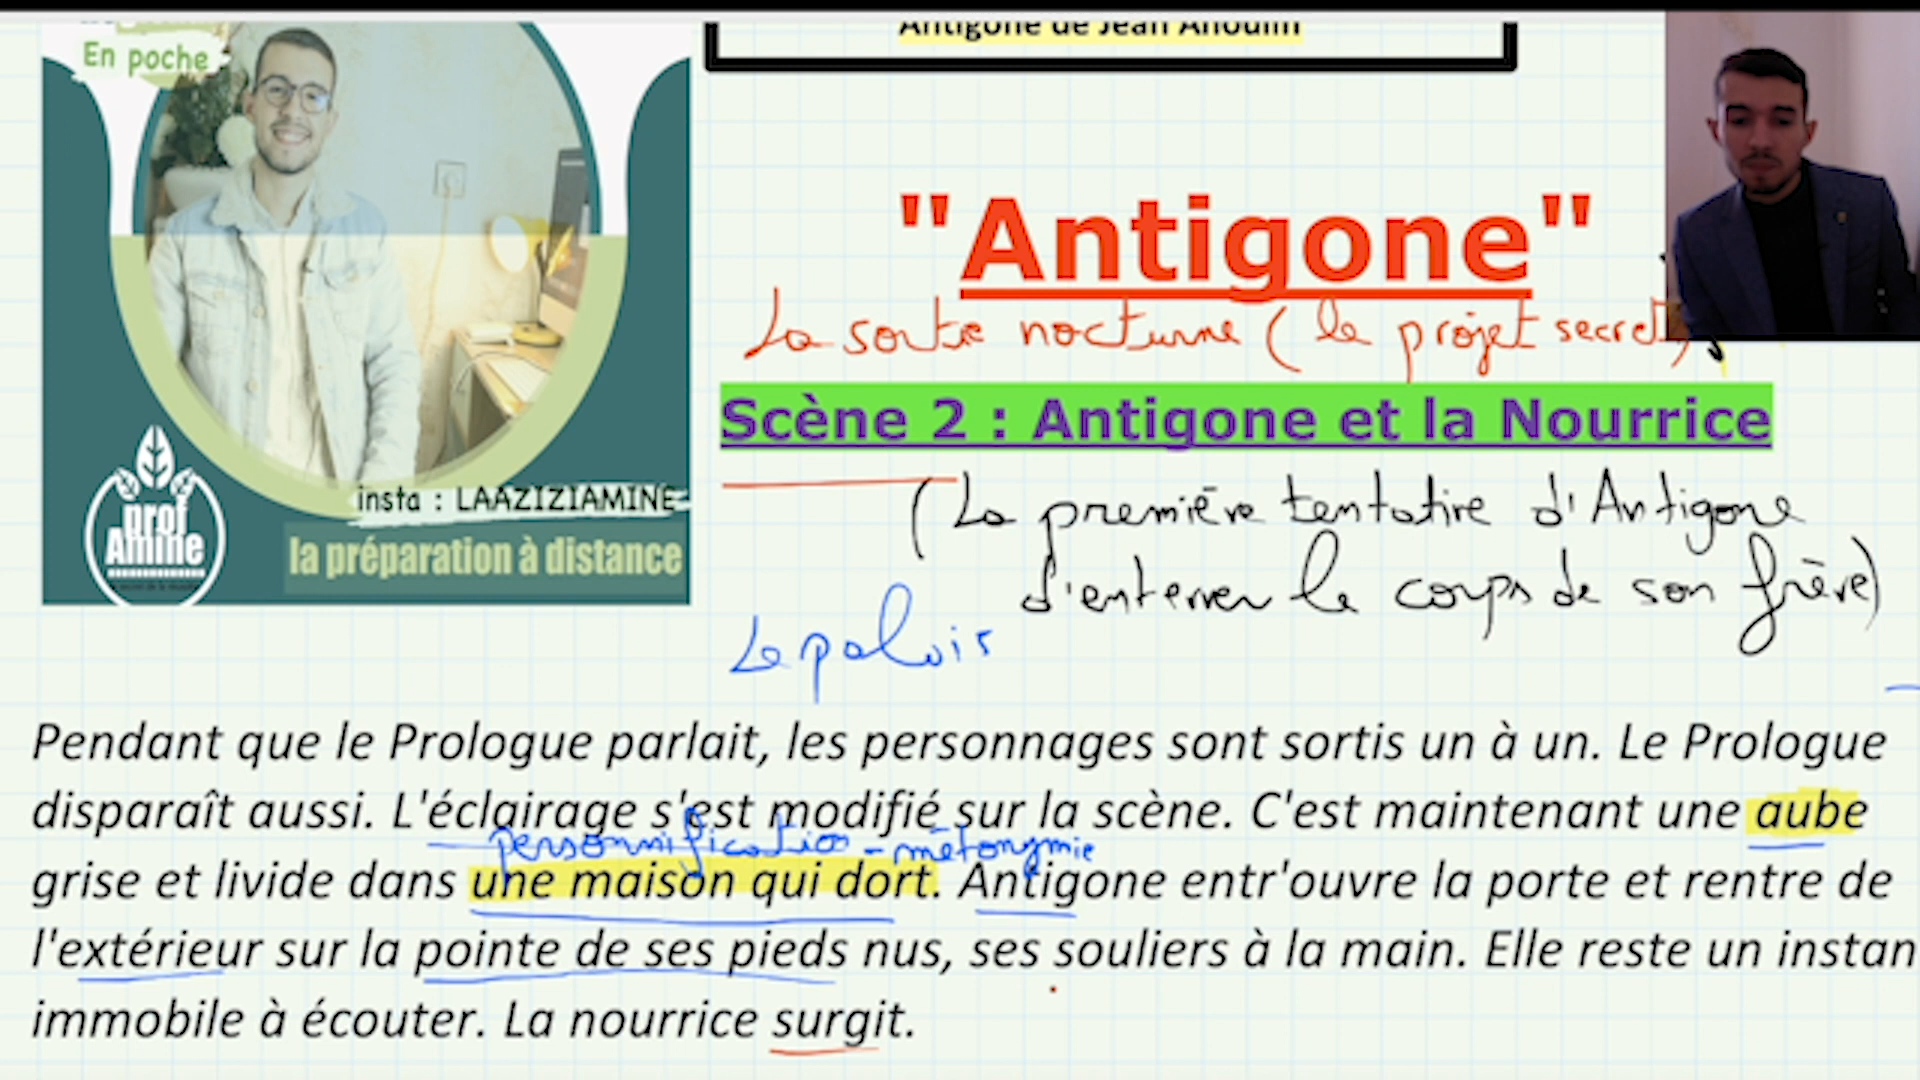 En poche
Antigone de Jean Anouilh
"Antigone"
La sortie nocturne ( le projet secret)
Scène 2 : Antigone et la Nourrice
insta : LAAZIZIAMINE
prof
Amine
la préparation à distance
(La première tentative d'Antigone
d'enterrer le corps de son frère)
Le palais
Pendant que le Prologue parlait, les personnages sont sortis un à un. Le Prologue
disparaît aussi. L'éclairage s'est modifié sur la scène. C'est maintenant une aube
personnification - métonymie
grise et livide dans une maison qui dort. Antigone entr'ouvre la porte et rentre de
l'extérieur sur la pointe de ses pieds nus, ses souliers à la main. Elle reste un instan
immobile à écouter. La nourrice surgit.